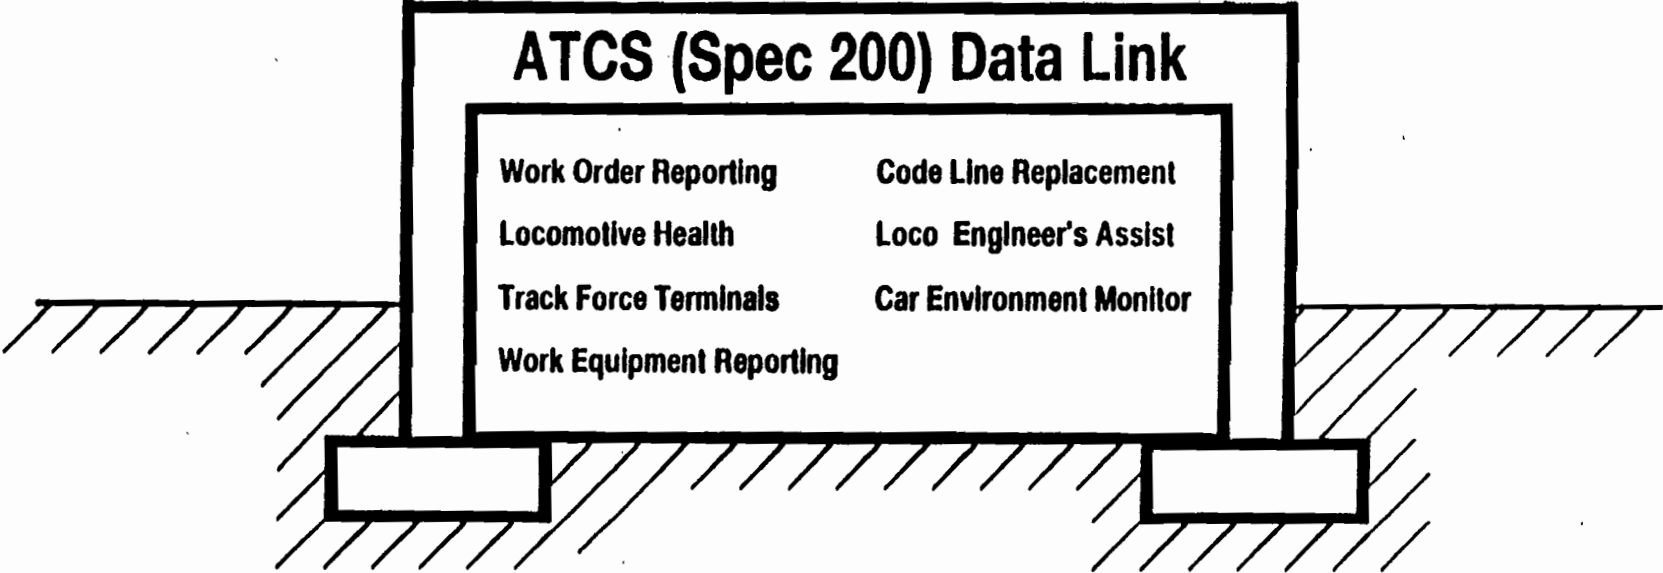 ATCS (Spec 200) Data Link
Work Order Reporting
Locomotive Health
Track Force Terminals
Work Equipment Reporting
Code Line Replacement
Loco Engineer's Assist
Car Environment Monitor